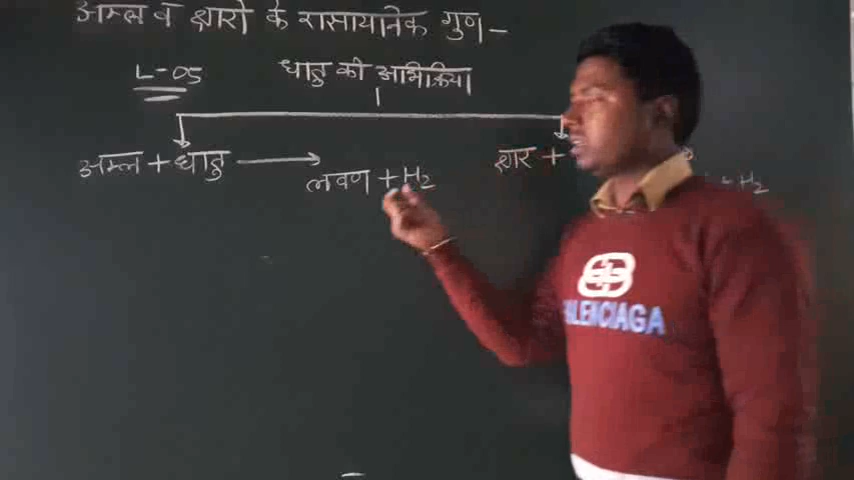 अम्ल व क्षारों के रासायनिक गुण-
L-05
धातु की अभिक्रिया
अम्ल + धातु → लवण + H₂
क्षार + + H₂
BALENCIAGA